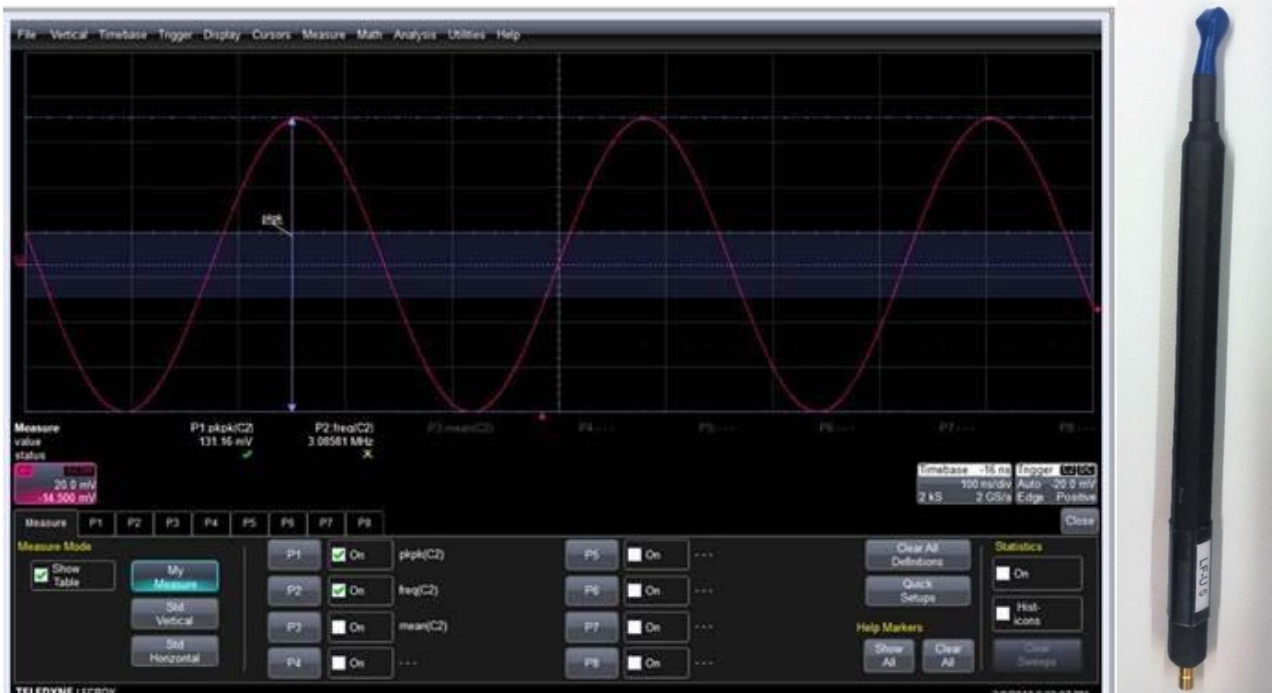 File Vertical Timebase Trigger Display Cursors Measure Math Analysis Utilities Help
pkpk
Measure P1:pkpk(C2) P2:freq(C2) P3:mean(C2) P4:--- P5:--- P6:--- P7:--- P8:---
value 131.16 mV 3.08581 MHz
status
C2
20.0 mV
-14.500 mV
Timebase -16 ns Trigger C2 DC
100 ns/div Auto -20.0 mV
2 kS 2 GS/s Edge Positive
Measure P1 P2 P3 P4 P5 P6 P7 P8 Close
Measure Mode
Show Table
My Measure
Std Vertical
Std Horizontal
P1 On pkpk(C2)
P2 On freq(C2)
P3 On mean(C2)
P4 On ---
P5 On ---
P6 On ---
P7 On ---
P8 On ---
Clear All Definitions
Quick Setups
Help Markers
Show All
Clear All
Statistics
On
Hist-icons
Clear Sweeps
TELEDYNE LECROY
LF-U 5